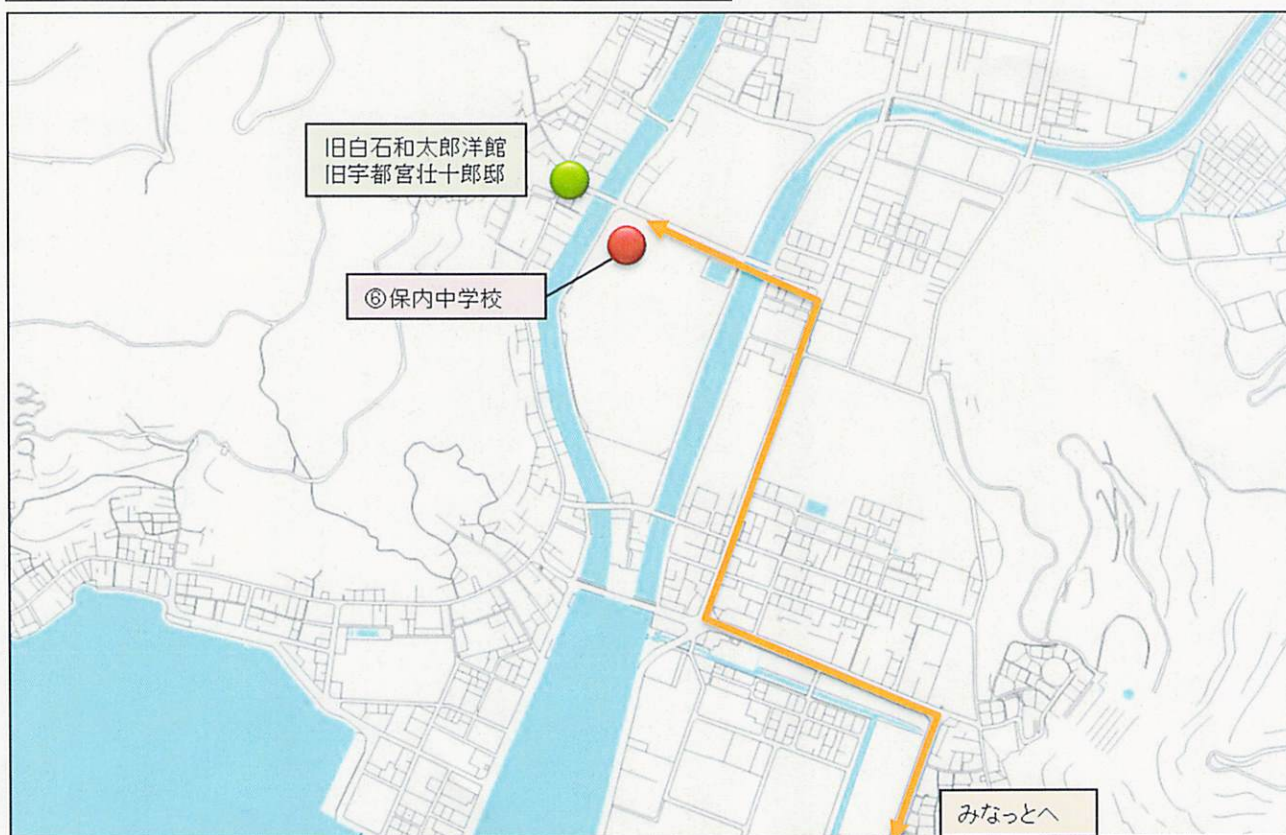 旧白石和太郎洋館
旧宇都宮壮十郎邸
⑥保内中学校
みなっとへ